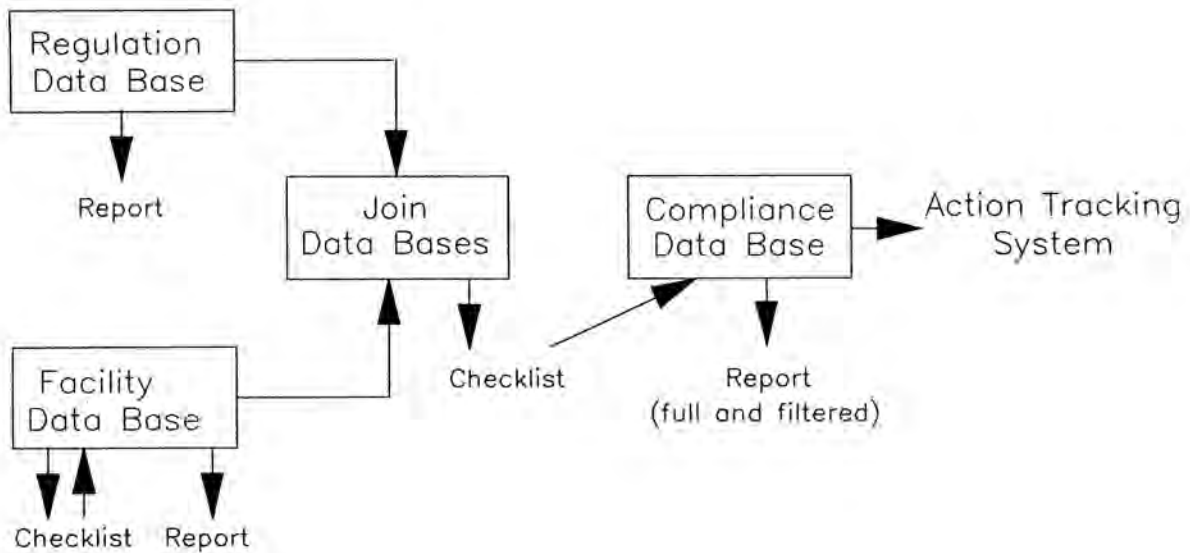 Regulation
Data Base
Report
Join
Data Bases
Compliance
Data Base
Action Tracking
System
Facility
Data Base
Checklist
Report
(full and filtered)
Checklist
Report